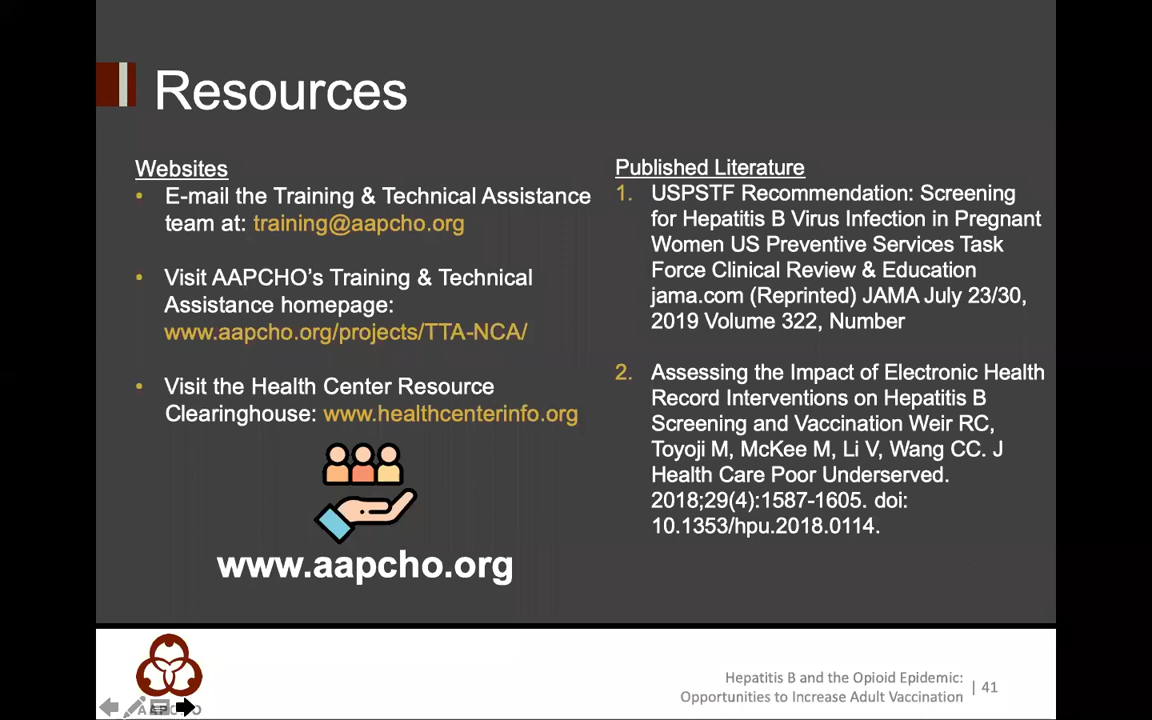 Resources
Websites
• E-mail the Training & Technical Assistance
team at: training@aapcho.org
• Visit AAPCHO's Training & Technical
Assistance homepage:
www.aapcho.org/projects/TTA-NCA/
• Visit the Health Center Resource
Clearinghouse: www.healthcenterinfo.org
www.aapcho.org
Published Literature
1. USPSTF Recommendation: Screening
for Hepatitis B Virus Infection in Pregnant
Women US Preventive Services Task
Force Clinical Review & Education
jama.com (Reprinted) JAMA July 23/30,
2019 Volume 322, Number
2. Assessing the Impact of Electronic Health
Record Interventions on Hepatitis B
Screening and Vaccination Weir RC,
Toyoji M, McKee M, Li V, Wang CC. J
Health Care Poor Underserved.
2018;29(4):1587-1605. doi:
10.1353/hpu.2018.0114.
Hepatitis B and the Opioid Epidemic:
Opportunities to Increase Adult Vaccination
| 41